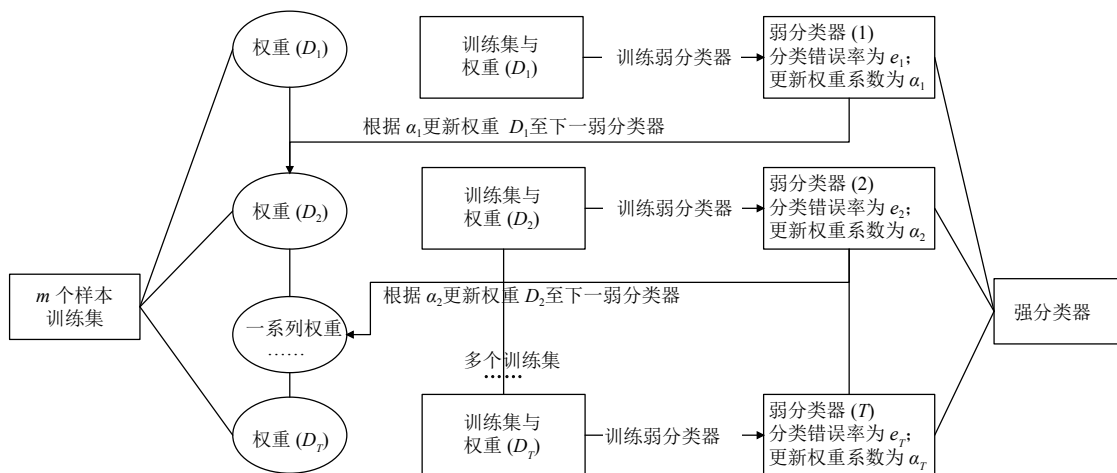 权重 (D₁)
训练集与
权重 (D₁)
训练弱分类器
弱分类器 (1)
分类错误率为 e₁；
更新权重系数为 α₁
根据 α₁更新权重 D₁至下一弱分类器
权重 (D₂)
训练集与
权重 (D₂)
训练弱分类器
弱分类器 (2)
分类错误率为 e₂；
更新权重系数为 α₂
m 个样本
训练集
根据 α₂更新权重 D₂至下一弱分类器
一系列权重
……
强分类器
多个训练集
……
权重 (D_T)
训练集与
权重 (D_T)
训练弱分类器
弱分类器 (T)
分类错误率为 e_T；
更新权重系数为 α_T